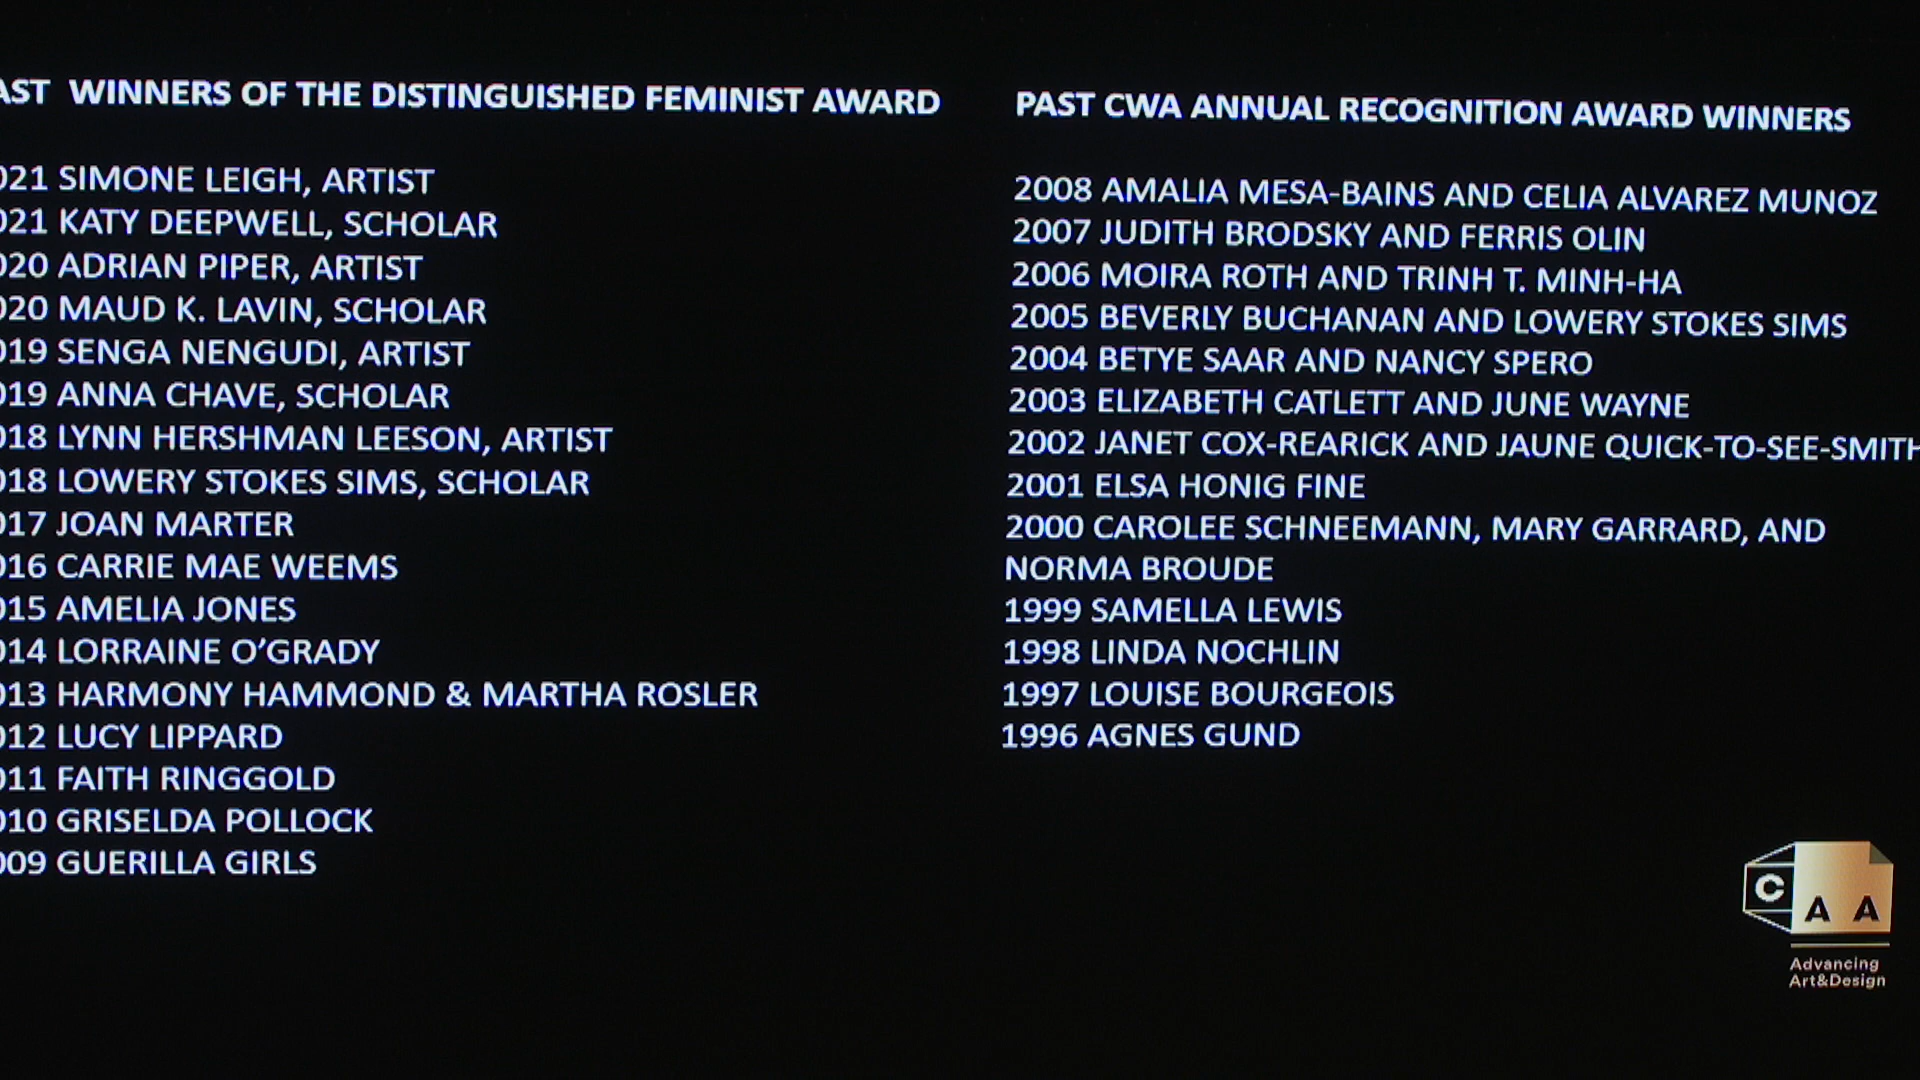 AST WINNERS OF THE DISTINGUISHED FEMINIST AWARD
021 SIMONE LEIGH, ARTIST
021 KATY DEEPWELL, SCHOLAR
020 ADRIAN PIPER, ARTIST
020 MAUD K. LAVIN, SCHOLAR
019 SENGA NENGUDI, ARTIST
019 ANNA CHAVE, SCHOLAR
018 LYNN HERSHMAN LEESON, ARTIST
018 LOWERY STOKES SIMS, SCHOLAR
017 JOAN MARTER
016 CARRIE MAE WEEMS
015 AMELIA JONES
014 LORRAINE O’GRADY
013 HARMONY HAMMOND & MARTHA ROSLER
012 LUCY LIPPARD
011 FAITH RINGGOLD
010 GRISELDA POLLOCK
009 GUERILLA GIRLS
PAST CWA ANNUAL RECOGNITION AWARD WINNERS
2008 AMALIA MESA-BAINS AND CELIA ALVAREZ MUNOZ
2007 JUDITH BRODSKY AND FERRIS OLIN
2006 MOIRA ROTH AND TRINH T. MINH-HA
2005 BEVERLY BUCHANAN AND LOWERY STOKES SIMS
2004 BETYE SAAR AND NANCY SPERO
2003 ELIZABETH CATLETT AND JUNE WAYNE
2002 JANET COX-REARICK AND JAUNE QUICK-TO-SEE-SMITH
2001 ELSA HONIG FINE
2000 CAROLEE SCHNEEMANN, MARY GARRARD, AND
NORMA BROUDE
1999 SAMELLA LEWIS
1998 LINDA NOCHLIN
1997 LOUISE BOURGEOIS
1996 AGNES GUND
CAA
Advancing
Art&Design